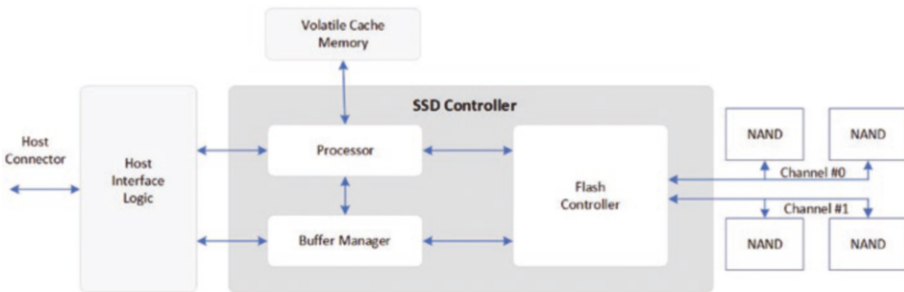 Volatile Cache
Memory
SSD Controller
Host
Connector
Host
Interface
Logic
Processor
Buffer Manager
Flash
Controller
NAND
NAND
Channel #0
Channel #1
NAND
NAND